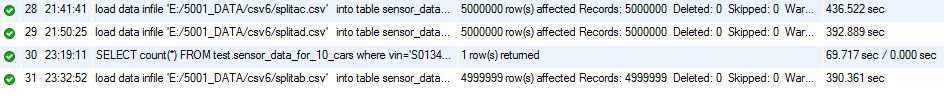 28 21:41:41 load data infile 'E:/5001_DATA/csv6/splitac.csv' into table sensor_data... 5000000 row(s) affected Records: 5000000 Deleted: 0 Skipped: 0 War... 436.522 sec
29 21:50:25 load data infile 'E:/5001_DATA/csv6/splitad.csv' into table sensor_data... 5000000 row(s) affected Records: 5000000 Deleted: 0 Skipped: 0 War... 392.889 sec
30 23:19:11 SELECT count(*) FROM test.sensor_data_for_10_cars where vin='S0134... 1 row(s) returned 69.717 sec / 0.000 sec
31 23:32:52 load data infile 'E:/5001_DATA/csv6/splitab.csv' into table sensor_data... 4999999 row(s) affected Records: 4999999 Deleted: 0 Skipped: 0 War... 390.361 sec